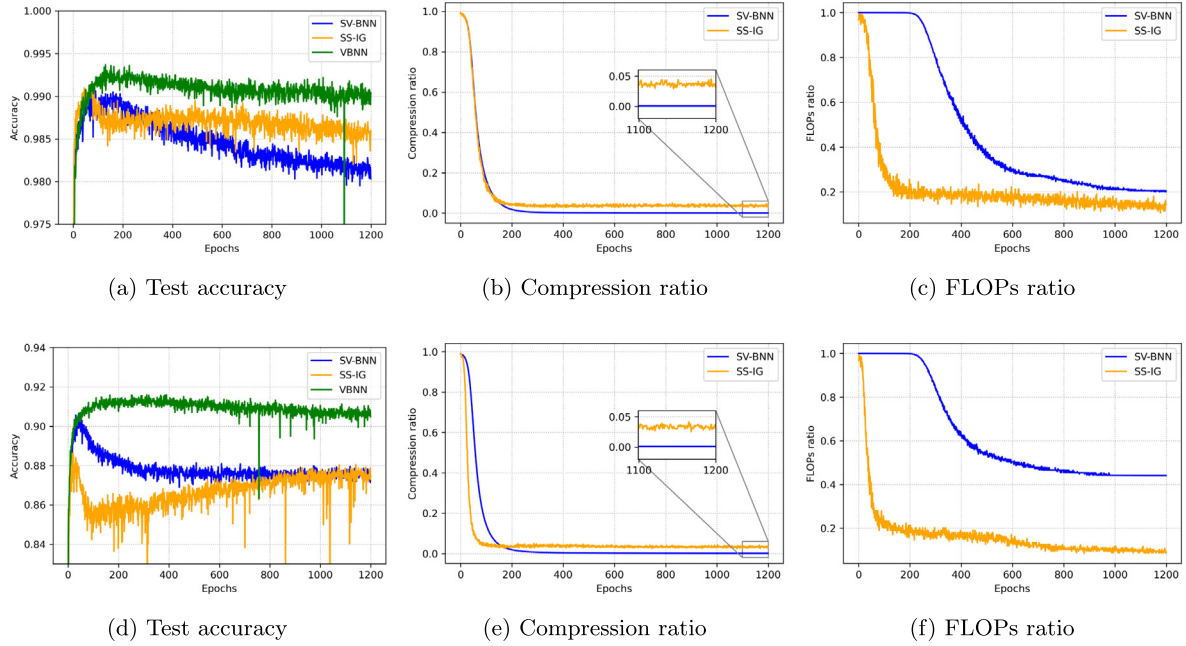 1.000
0.995
0.990
0.985
0.980
0.975
Accuracy
0 200 400 600 800 1000 1200
Epochs
SV-BNN
SS-IG
VBNN
(a) Test accuracy
1.0
0.8
0.6
0.4
0.2
0.0
Compression ratio
0 200 400 600 800 1000 1200
Epochs
SV-BNN
SS-IG
0.05
0.00
1100 1200
(b) Compression ratio
1.0
0.8
0.6
0.4
0.2
FLOPs ratio
0 200 400 600 800 1000 1200
Epochs
SV-BNN
SS-IG
(c) FLOPs ratio
0.94
0.92
0.90
0.88
0.86
0.84
Accuracy
0 200 400 600 800 1000 1200
Epochs
SV-BNN
SS-IG
VBNN
(d) Test accuracy
1.0
0.8
0.6
0.4
0.2
0.0
Compression ratio
0 200 400 600 800 1000 1200
Epochs
SV-BNN
SS-IG
0.05
0.00
1100 1200
(e) Compression ratio
1.0
0.8
0.6
0.4
0.2
FLOPs ratio
0 200 400 600 800 1000 1200
Epochs
SV-BNN
SS-IG
(f) FLOPs ratio